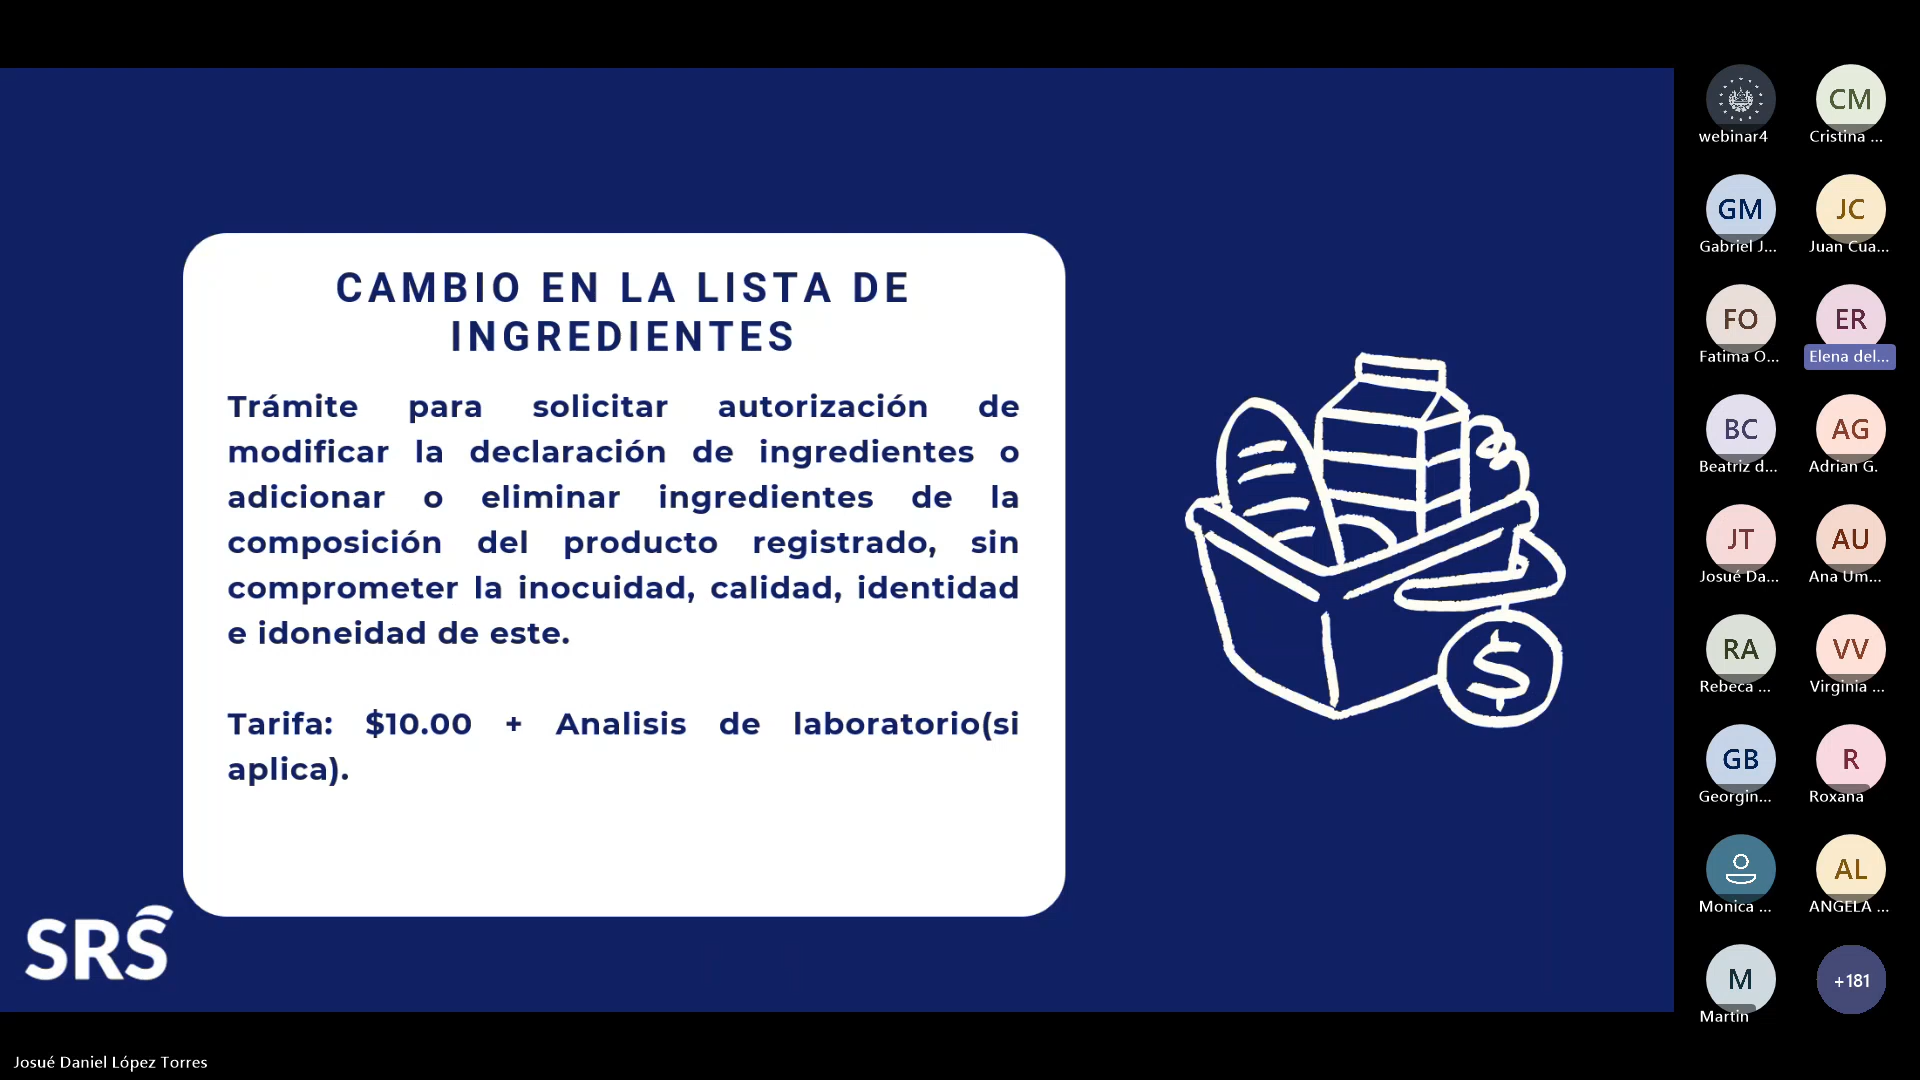 CAMBIO EN LA LISTA DE
INGREDIENTES
Trámite para solicitar autorización de
modificar la declaración de ingredientes o
adicionar o eliminar ingredientes de la
composición del producto registrado, sin
comprometer la inocuidad, calidad, identidad
e idoneidad de este.
Tarifa: $10.00 + Analisis de laboratorio(si
aplica).
$
SRS
Josué Daniel López Torres
webinar4
CM
Cristina ...
GM
Gabriel J...
JC
Juan Cua...
FO
Fatima O...
ER
Elena del...
BC
Beatriz d...
AG
Adrian G.
JT
Josué Da...
AU
Ana Um...
RA
Rebeca ...
VV
Virginia ...
GB
Georgin...
R
Roxana
Monica ...
AL
ANGELA ...
M
Martin
+181